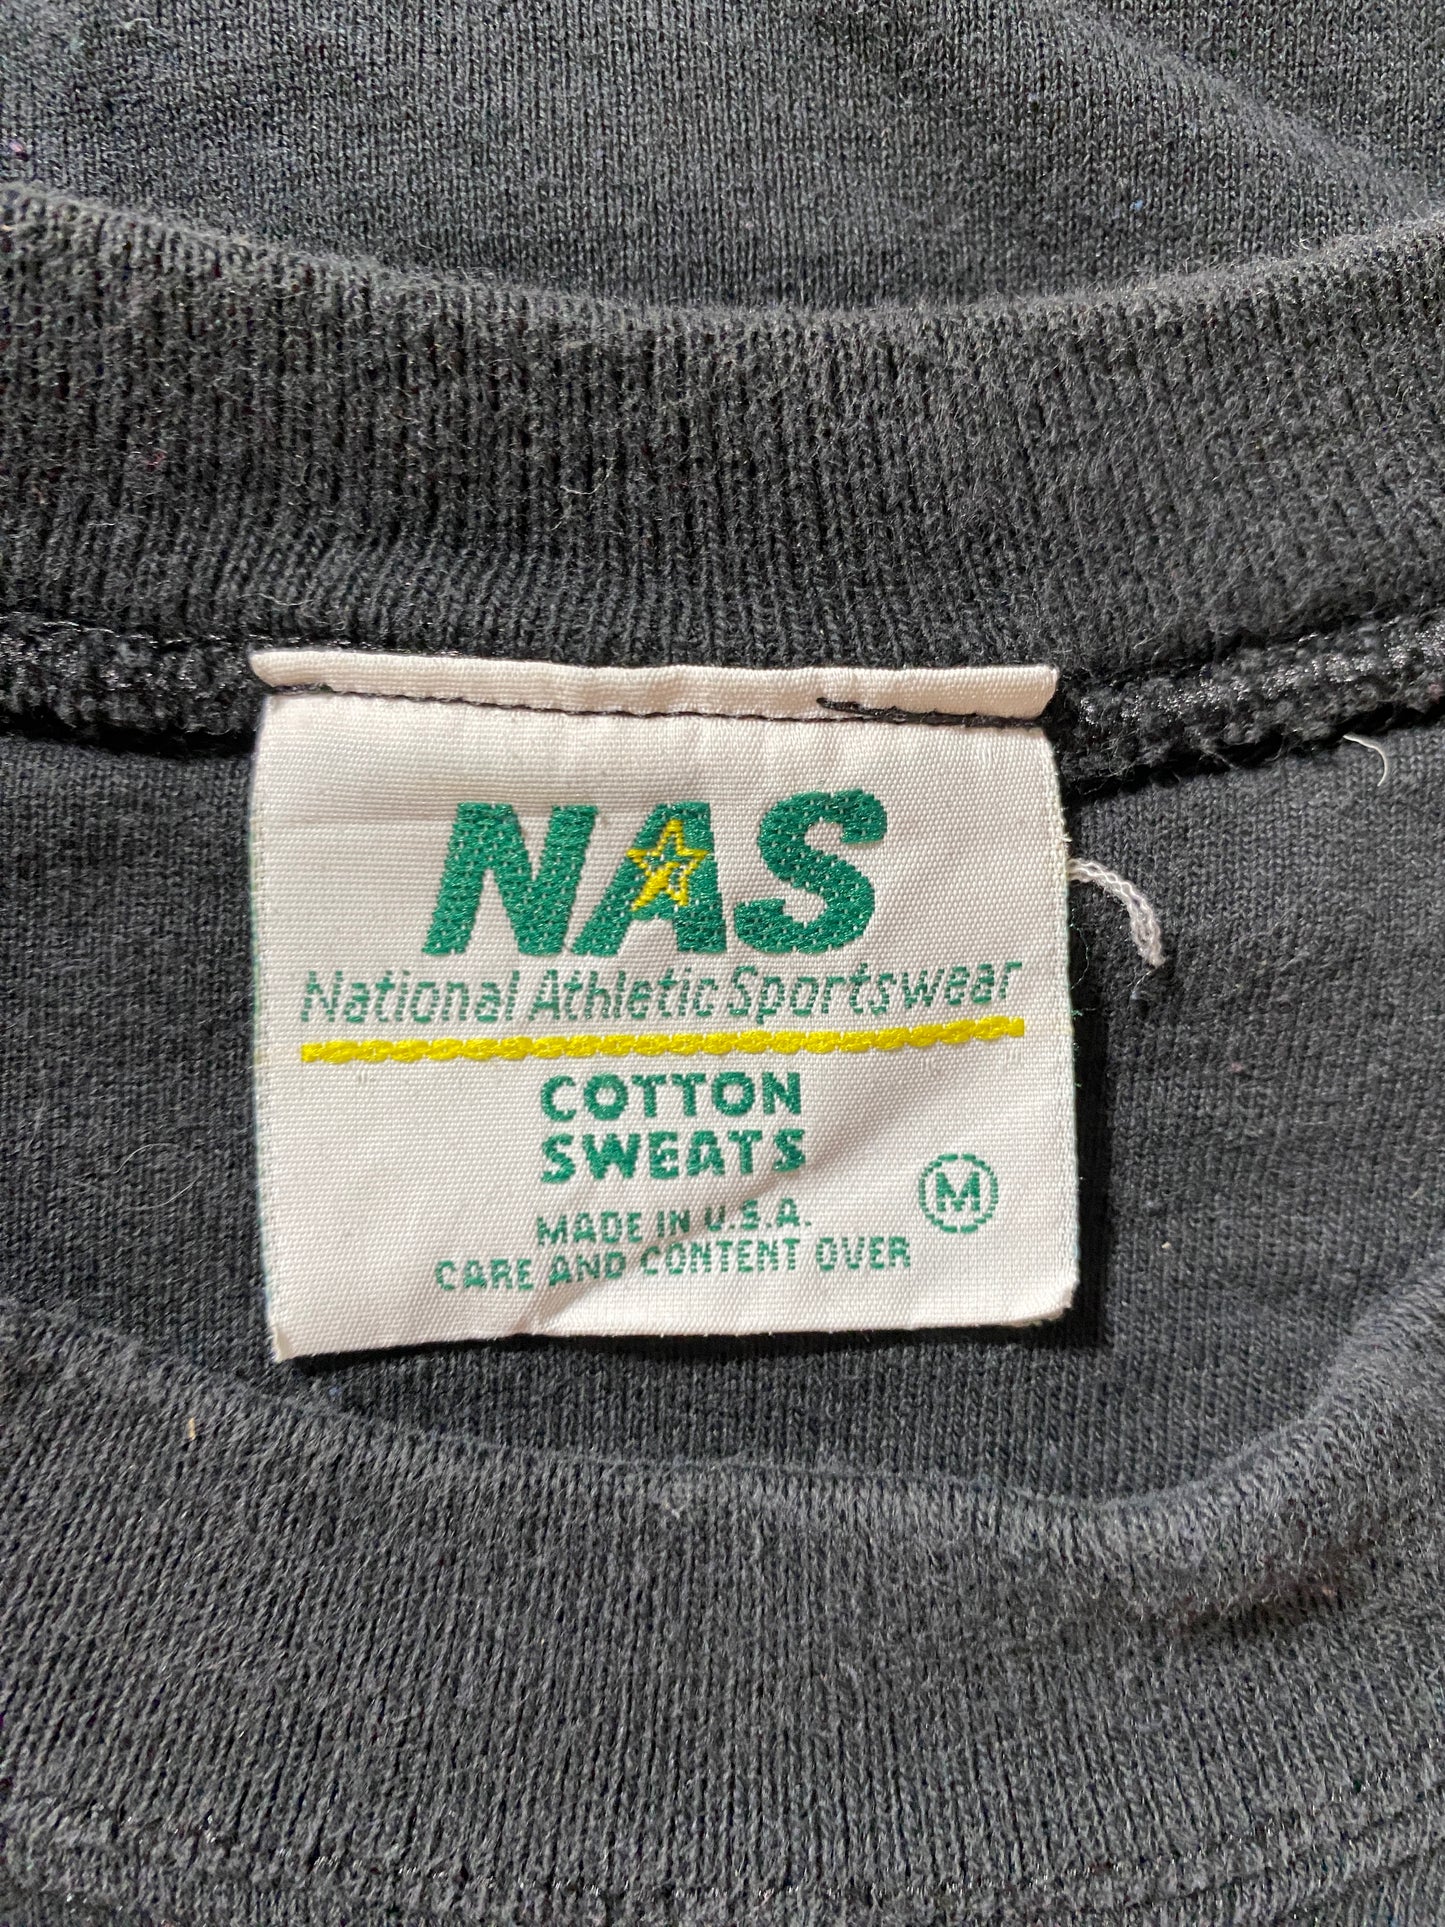 NAS
National Athletic Sportswear
COTTON
SWEATS
M
MADE IN U.S.A.
CARE AND CONTENT OVER